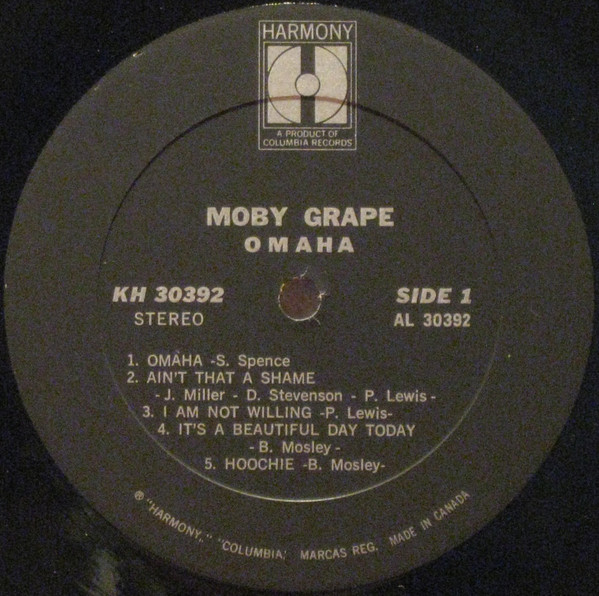 HARMONY
A PRODUCT OF
COLUMBIA RECORDS
MOBY GRAPE
OMAHA
KH 30392 SIDE 1
STEREO AL 30392
1. OMAHA -S. Spence
2. AIN'T THAT A SHAME
- J. Miller - D. Stevenson - P. Lewis -
3. I AM NOT WILLING -P. Lewis-
4. IT'S A BEAUTIFUL DAY TODAY
- B. Mosley -
5. HOOCHIE -B. Mosley-
℗ "HARMONY," "COLUMBIA," MARCAS REG. MADE IN CANADA